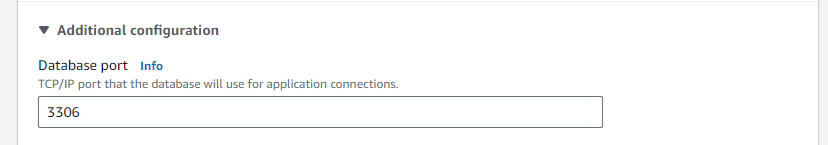 ▼ Additional configuration
Database port Info
TCP/IP port that the database will use for application connections.
3306